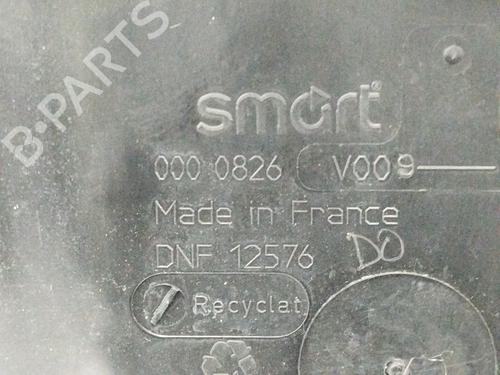 B-PARTS
smart
000 0826 V009
Made in France
DNF 12576 DO
Recyclat